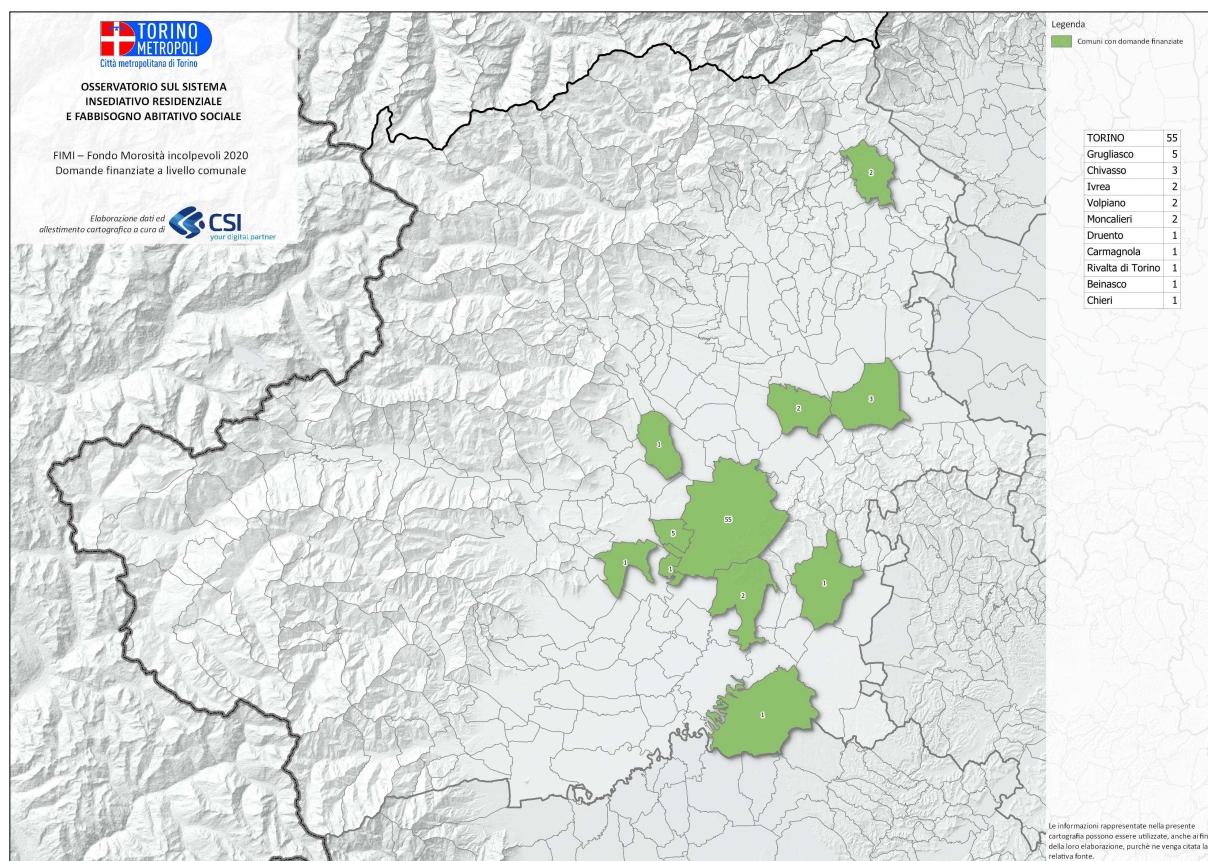 TORINO
METROPOLI
Città metropolitana di Torino
OSSERVATORIO SUL SISTEMA
INSEDIATIVO RESIDENZIALE
E FABBISOGNO ABITATIVO SOCIALE
FIMI – Fondo Morosità incolpevoli 2020
Domande finanziate a livello comunale
Elaborazione dati ed
allestimento cartografico a cura di
CSI
your digital partner
Legenda
Comuni con domande finanziate
TORINO 55
Grugliasco 5
Chivasso 3
Ivrea 2
Volpiano 2
Moncalieri 2
Druento 1
Carmagnola 1
Rivalta di Torino 1
Beinasco 1
Chieri 1
2
2
3
1
55
5
1
1
1
2
1
Le informazioni rappresentate nella presente
cartografia possono essere utilizzate, anche ai fin
della loro elaborazione, purché ne venga citata la
relativa fonte.